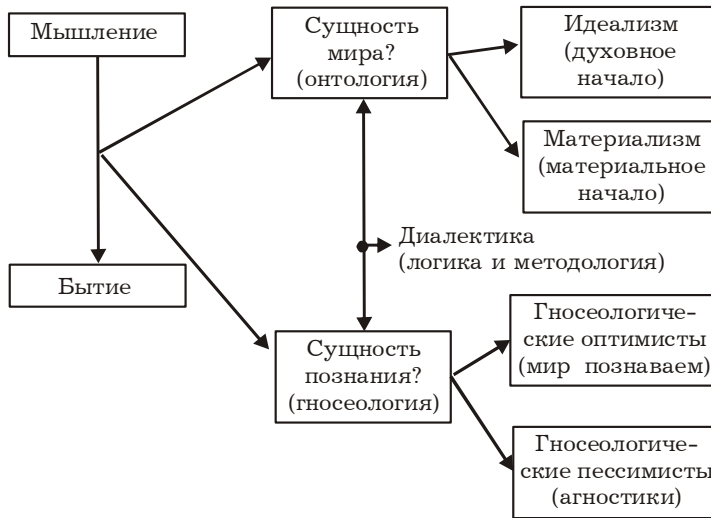 Мышление
Бытие
Сущность
мира?
(онтология)
Идеализм
(духовное
начало)
Материализм
(материальное
начало)
Диалектика
(логика и методология)
Сущность
познания?
(гносеология)
Гносеологиче-
ские оптимисты
(мир познаваем)
Гносеологиче-
ские пессимисты
(агностики)